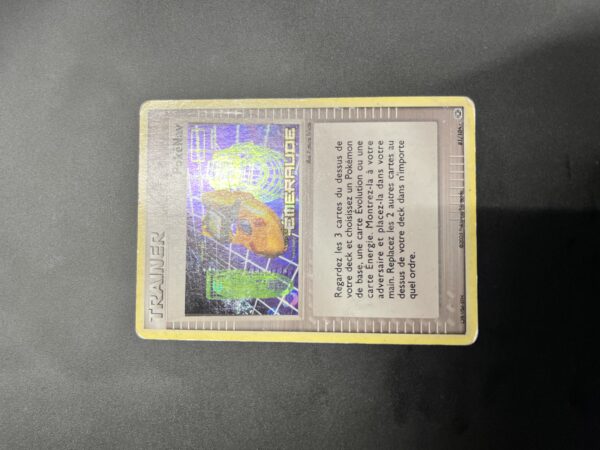 TRAINER
PokéNav
EMERAUDE
Regardez les 3 cartes du dessus de
votre deck et choisissez un Pokémon
de base, une carte Évolution ou une
carte Énergie. Montrez-la à votre
adversaire et placez-la dans votre
main. Replacez les 2 autres cartes au
dessus de votre deck dans n'importe
quel ordre.